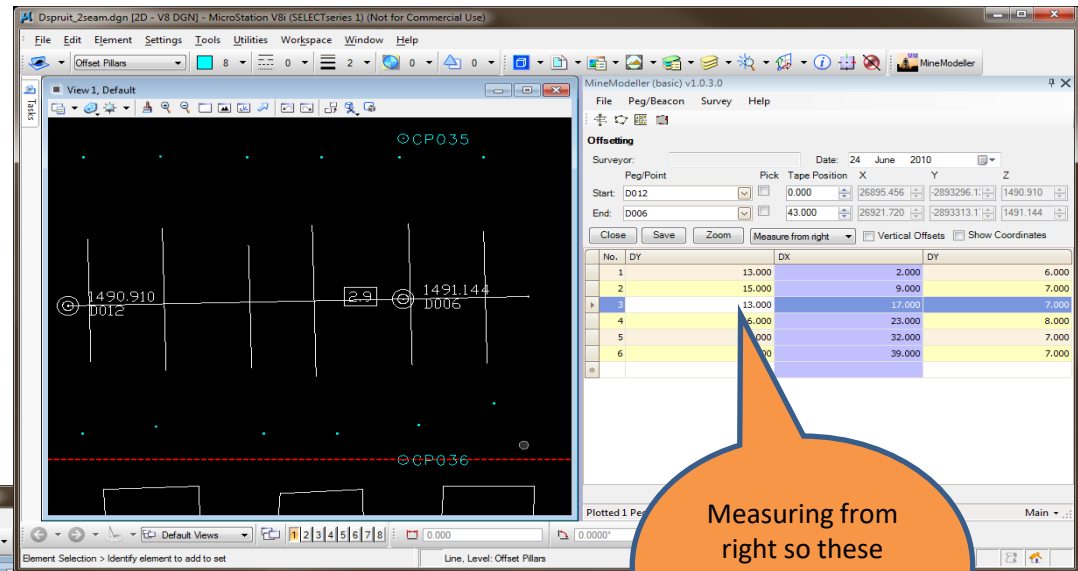 Dspruit_2seam.dgn [2D - V8 DGN] - MicroStation V8i (SELECTseries 1) (Not for Commercial Use)
File Edit Element Settings Tools Utilities Workspace Window Help
Offset Pillars 8 0 2 0 0 MineModeller
Tasks
View 1, Default
CP035
1490.910
D012
2.9
1491.144
D006
CP036
MineModeller (basic) v1.0.3.0
File Peg/Beacon Survey Help
Offsetting
Surveyor: Date: 24 June 2010
Peg/Point Pick Tape Position X Y Z
Start: D012 0.000 26895.456 -2893296.1 1490.910
End: D006 43.000 26921.720 -2893313.1 1491.144
Close Save Zoom Measure from right Vertical Offsets Show Coordinates
No. DY DX DY
1 13.000 2.000 6.000
2 15.000 9.000 7.000
3 13.000 17.000 7.000
4 6.000 23.000 8.000
5 000 32.000 7.000
6 00 39.000 7.000
Plotted 1 Main
Measuring from
right so these
Default Views 1 2 3 4 5 6 7 8 0.000 0.0000°
Element Selection > Identify element to add to set Line, Level: Offset Pillars